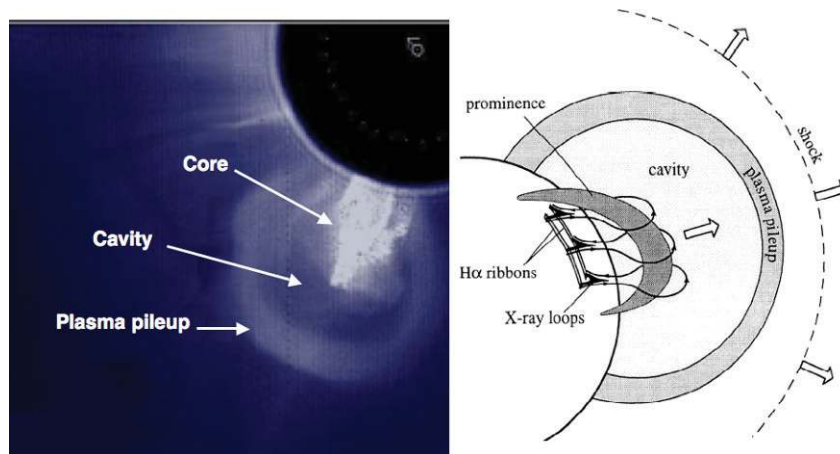 Core
Cavity
Plasma pileup
prominence
cavity
shock
plasma pileup
Hα ribbons
X-ray loops